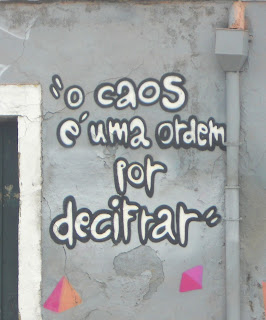 "o caos
é uma ordem
por
decifrar"